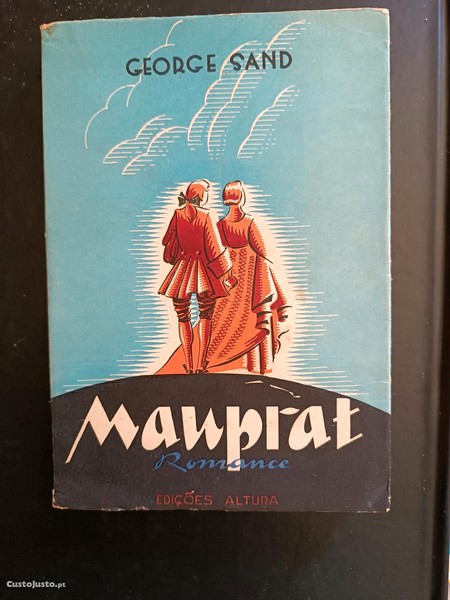 GEORGE SAND
Mauprat
Romance
EDIÇÕES ALTURA
CustoJusto.pt